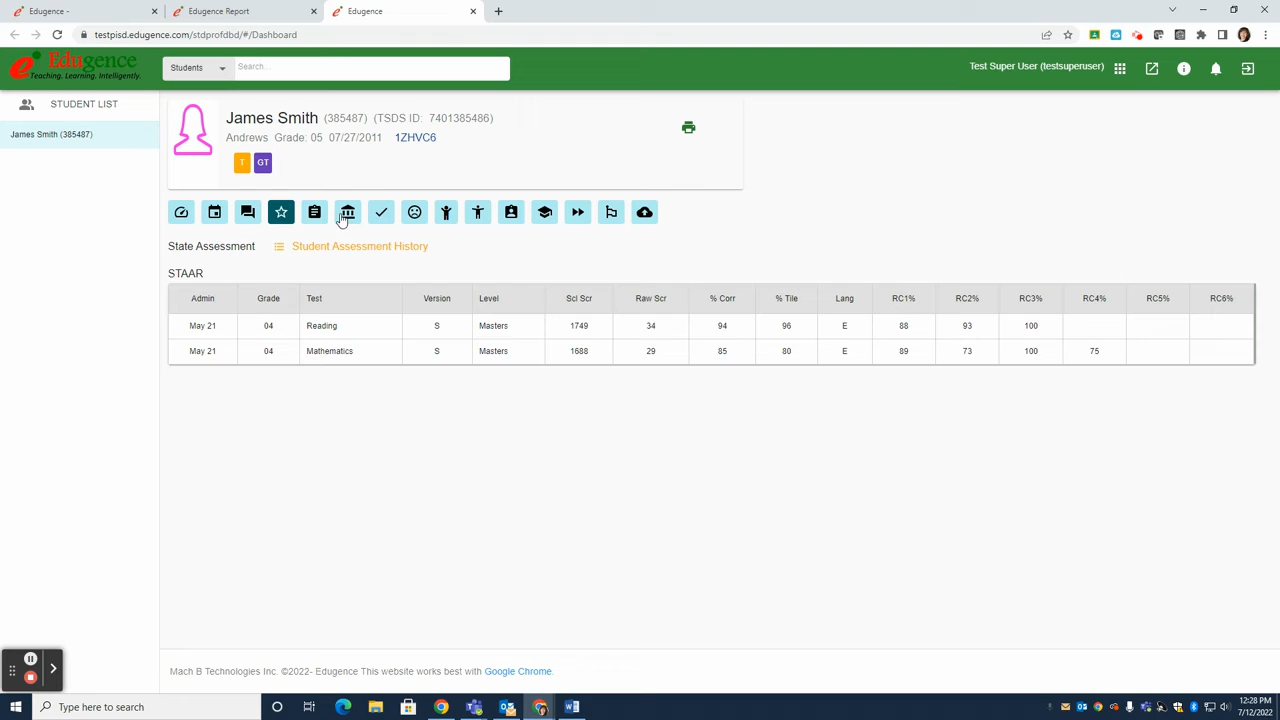 Edugence -
Edugence Report
Edugence
testpisd.edugence.com/stdprofdbd/#/Dashboard
Edugence
Teaching. Learning. Intelligently.
Students
Search...
Test Super User (testsuperuser)
STUDENT LIST
James Smith (385487)
James Smith (385487) (TSDS ID: 7401385486)
Andrews Grade: 05 07/27/2011 1ZHVC6
T GT
State Assessment Student Assessment History
STAAR
Admin Grade Test Version Level Scl Scr Raw Scr % Corr % Tile Lang RC1% RC2% RC3% RC4% RC5% RC6%
May 21 04 Reading S Masters 1749 34 94 96 E 88 93 100
May 21 04 Mathematics S Masters 1688 29 85 80 E 89 73 100 75
Mach B Technologies Inc. ©2022- Edugence This website works best with Google Chrome.
Type here to search
12:28 PM
7/12/2022